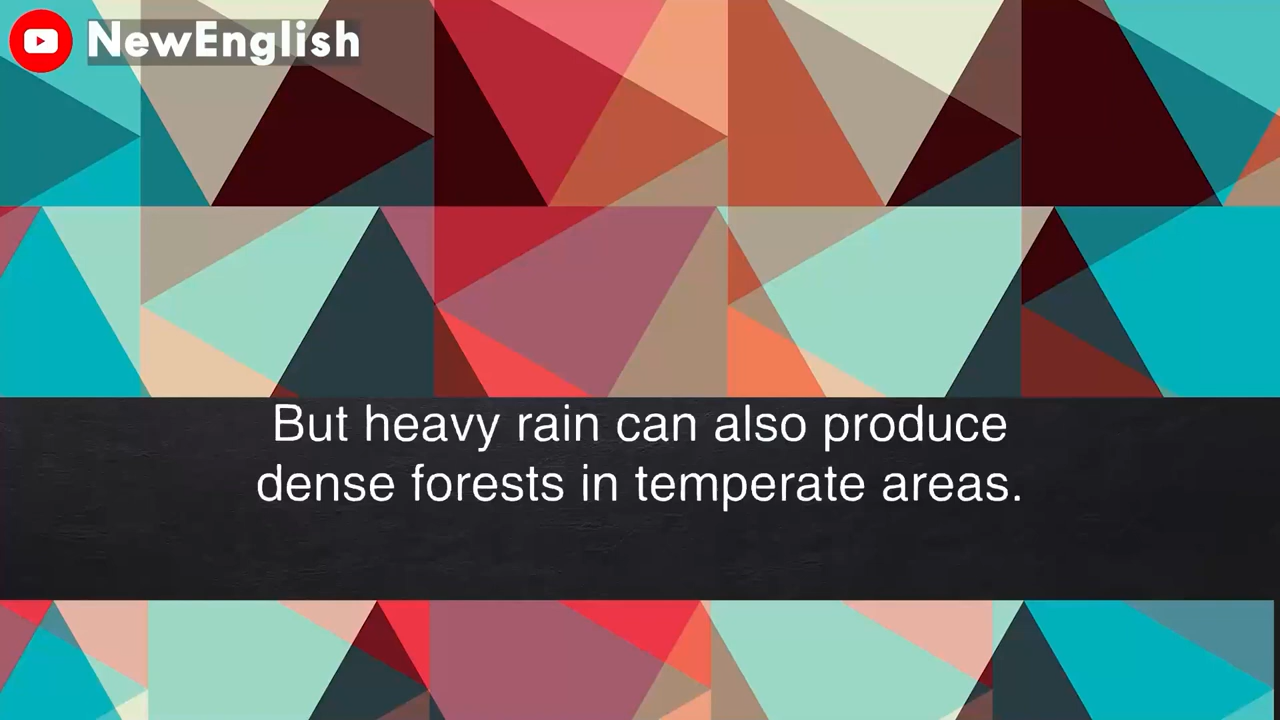 NewEnglish
But heavy rain can also produce
dense forests in temperate areas.